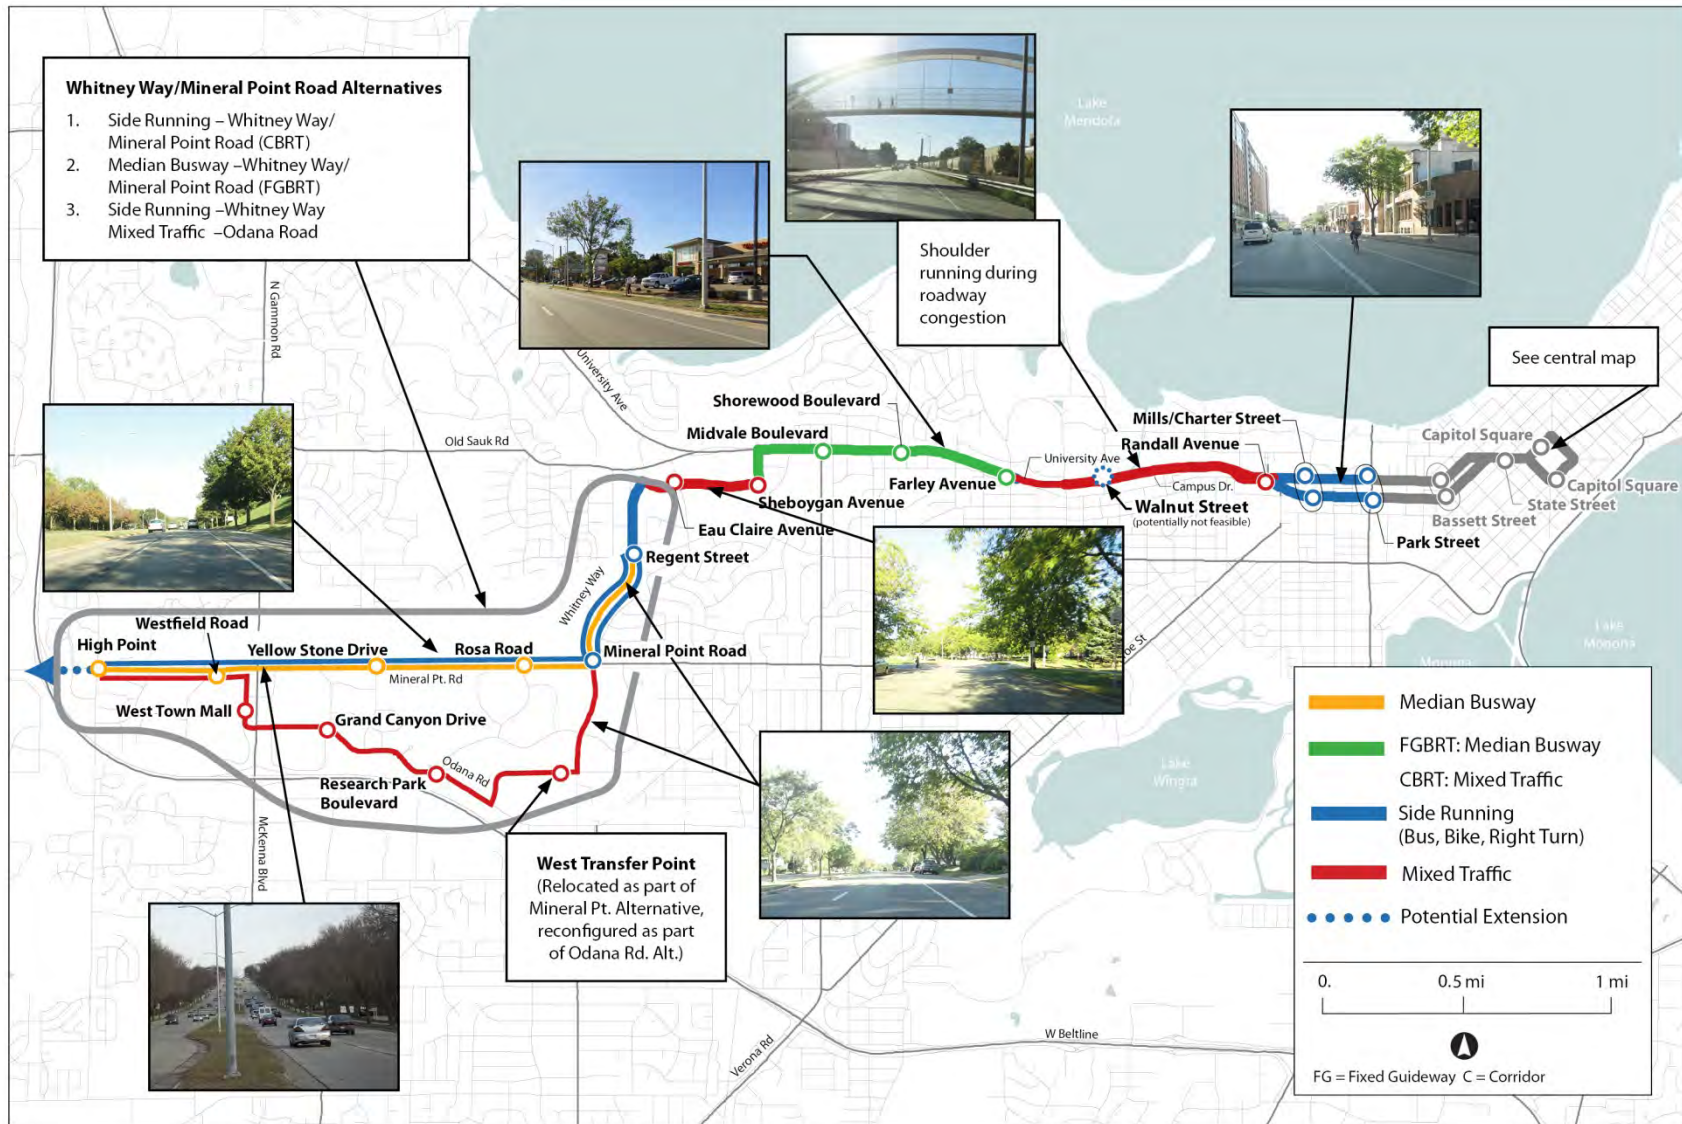 Whitney Way/Mineral Point Road Alternatives
1. Side Running – Whitney Way/
Mineral Point Road (CBRT)
2. Median Busway –Whitney Way/
Mineral Point Road (FGBRT)
3. Side Running –Whitney Way
Mixed Traffic –Odana Road
Lake
Mendota
Shoulder
running during
roadway
congestion
See central map
N Gammon Rd
University Ave
Old Sauk Rd
Shorewood Boulevard
Midvale Boulevard
Mills/Charter Street
Randall Avenue
Capitol Square
University Ave
Farley Avenue
Campus Dr.
Sheboygan Avenue
Walnut Street
(potentially not feasible)
Capitol Square
State Street
Bassett Street
Park Street
Eau Claire Avenue
Regent Street
Whitney Way
Westfield Road
High Point
Yellow Stone Drive
Rosa Road
Mineral Point Road
Mineral Pt. Rd
West Town Mall
Grand Canyon Drive
Odana Rd
Research Park
Boulevard
McKenna Blvd
oe St
Lake
Monona
Lake
Wingra
West Transfer Point
(Relocated as part of
Mineral Pt. Alternative,
reconfigured as part
of Odana Rd. Alt.)
Verona Rd
W Beltline
Median Busway
FGBRT: Median Busway
CBRT: Mixed Traffic
Side Running
(Bus, Bike, Right Turn)
Mixed Traffic
Potential Extension
0. 0.5 mi 1 mi
FG = Fixed Guideway C = Corridor